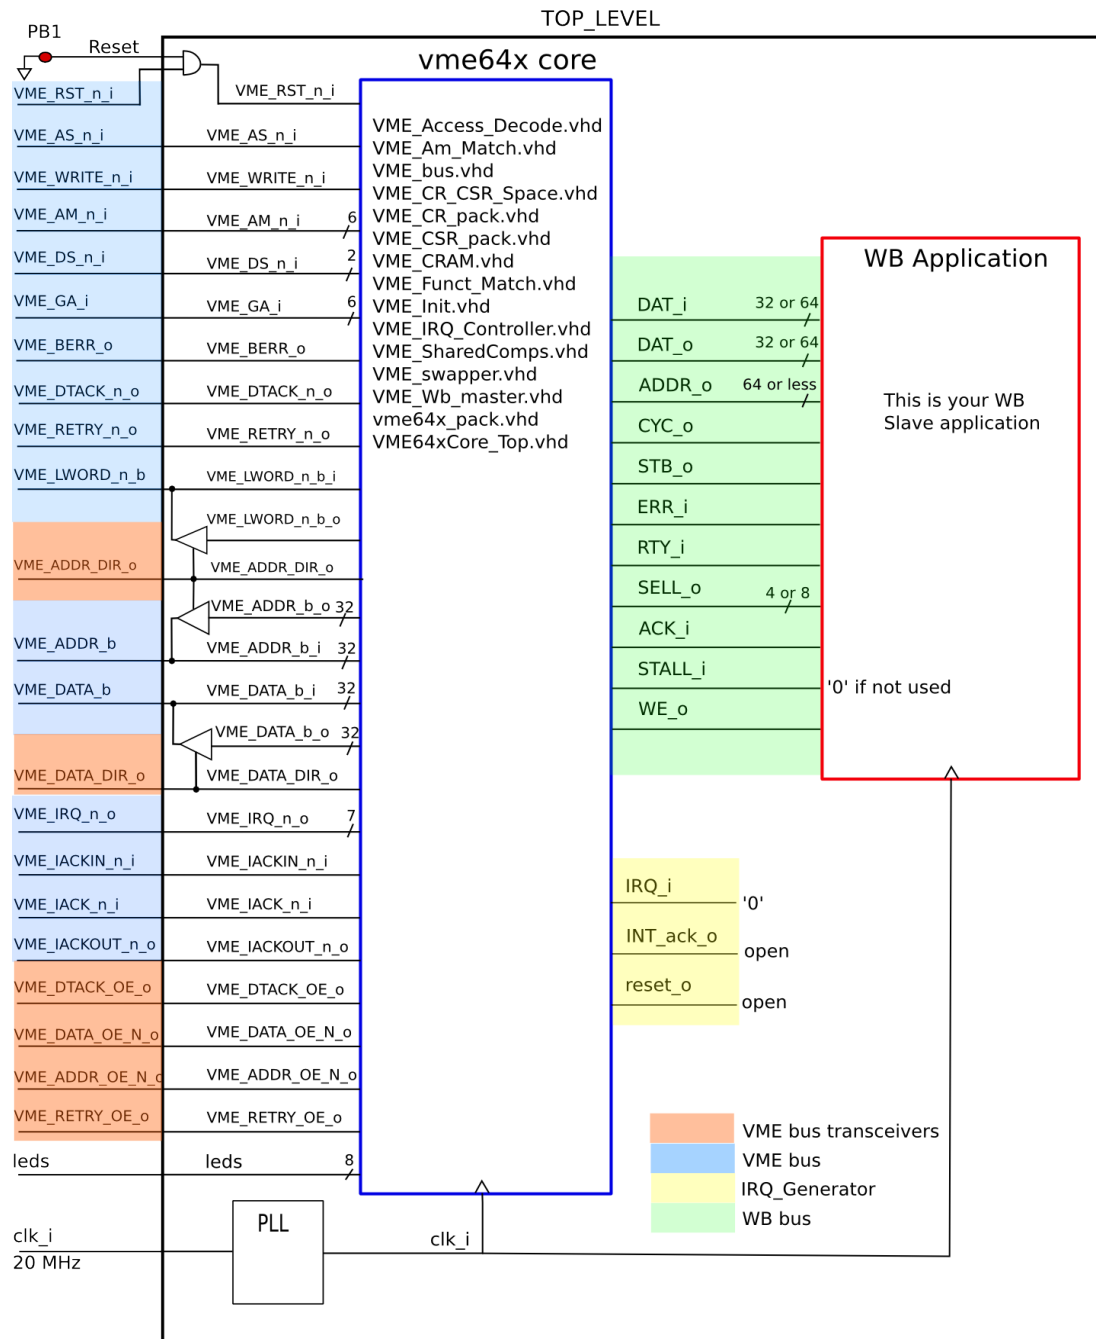 TOP_LEVEL
PB1
Reset
vme64x core
VME_RST_n_i
VME_RST_n_i
VME_AS_n_i
VME_AS_n_i
VME_WRITE_n_i
VME_WRITE_n_i
VME_AM_n_i
VME_AM_n_i 6
VME_DS_n_i
VME_DS_n_i 2
VME_GA_i
VME_GA_i 6
VME_BERR_o
VME_BERR_o
VME_DTACK_n_o
VME_DTACK_n_o
VME_RETRY_n_o
VME_RETRY_n_o
VME_LWORD_n_b
VME_LWORD_n_b_i
VME_LWORD_n_b_o
VME_ADDR_DIR_o
VME_ADDR_DIR_o
VME_ADDR_b_o 32
VME_ADDR_b
VME_ADDR_b_i 32
VME_DATA_b
VME_DATA_b_i 32
VME_DATA_b_o 32
VME_DATA_DIR_o
VME_DATA_DIR_o
VME_IRQ_n_o
VME_IRQ_n_o 7
VME_IACKIN_n_i
VME_IACKIN_n_i
VME_IACK_n_i
VME_IACK_n_i
VME_IACKOUT_n_o
VME_IACKOUT_n_o
VME_DTACK_OE_o
VME_DTACK_OE_o
VME_DATA_OE_N_o
VME_DATA_OE_N_o
VME_ADDR_OE_N_o
VME_ADDR_OE_N_o
VME_RETRY_OE_o
VME_RETRY_OE_o
leds
leds 8
clk_i
20 MHz
PLL
clk_i
VME_Access_Decode.vhd
VME_Am_Match.vhd
VME_bus.vhd
VME_CR_CSR_Space.vhd
VME_CR_pack.vhd
VME_CSR_pack.vhd
VME_CRAM.vhd
VME_Funct_Match.vhd
VME_Init.vhd
VME_IRQ_Controller.vhd
VME_SharedComps.vhd
VME_swapper.vhd
VME_Wb_master.vhd
vme64x_pack.vhd
VME64xCore_Top.vhd
DAT_i 32 or 64
DAT_o 32 or 64
ADDR_o 64 or less
CYC_o
STB_o
ERR_i
RTY_i
SELL_o 4 or 8
ACK_i
STALL_i
WE_o
WB Application
This is your WB
Slave application
'0' if not used
IRQ_i
'0'
INT_ack_o
open
reset_o
open
VME bus transceivers
VME bus
IRQ_Generator
WB bus